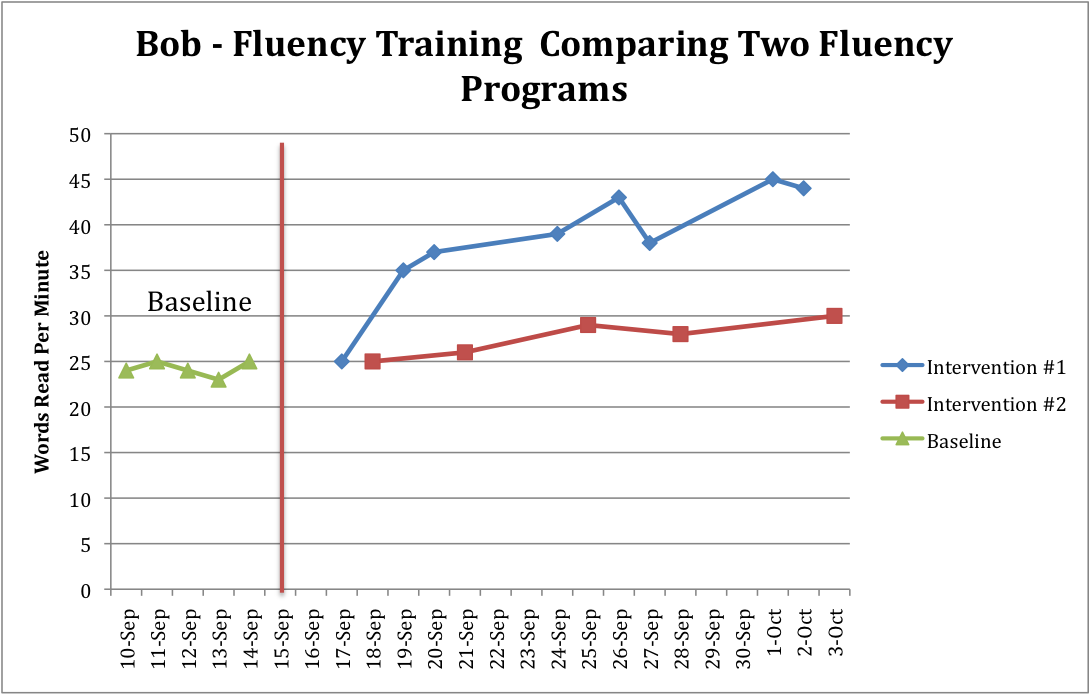 Bob - Fluency Training  Comparing Two Fluency
Programs
50
45
40
35
30
25
20
15
10
5
0
Words Read Per Minute
Baseline
10-Sep
11-Sep
12-Sep
13-Sep
14-Sep
15-Sep
16-Sep
17-Sep
18-Sep
19-Sep
20-Sep
21-Sep
22-Sep
23-Sep
24-Sep
25-Sep
26-Sep
27-Sep
28-Sep
29-Sep
30-Sep
1-Oct
2-Oct
3-Oct
Intervention #1
Intervention #2
Baseline